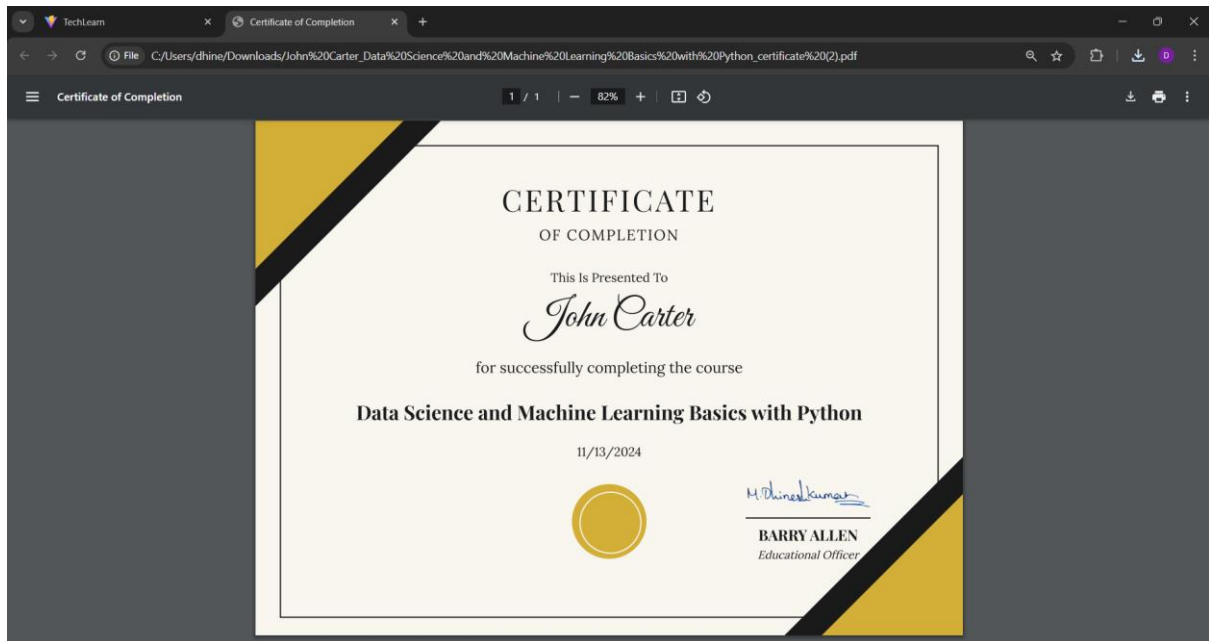 TechLearn
Certificate of Completion
File C:/Users/dhine/Downloads/John%20Carter_Data%20Science%20and%20Machine%20Learning%20Basics%20with%20Python_certificate%20(2).pdf
D
Certificate of Completion
1 / 1
82%
CERTIFICATE
OF COMPLETION
This Is Presented To
John Carter
for successfully completing the course
Data Science and Machine Learning Basics with Python
11/13/2024
M.Dhineshkumar
BARRY ALLEN
Educational Officer